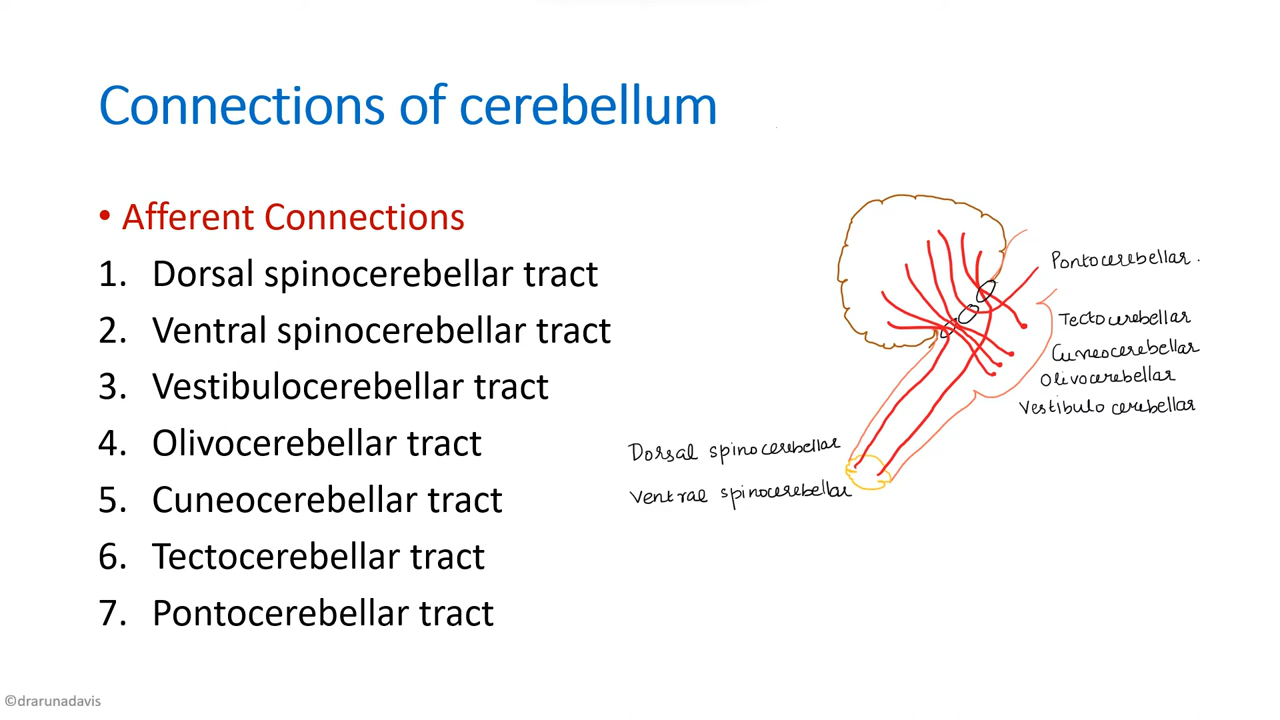 Connections of cerebellum
• Afferent Connections
1. Dorsal spinocerebellar tract
2. Ventral spinocerebellar tract
3. Vestibulocerebellar tract
4. Olivocerebellar tract
5. Cuneocerebellar tract
6. Tectocerebellar tract
7. Pontocerebellar tract
Pontocerebellar.
Tectocerebellar
Cuneocerebellar
Olivocerebellar
Vestibulo cerebellar
Dorsal spinocerebellar
Ventral spinocerebellar
©drarunadavis